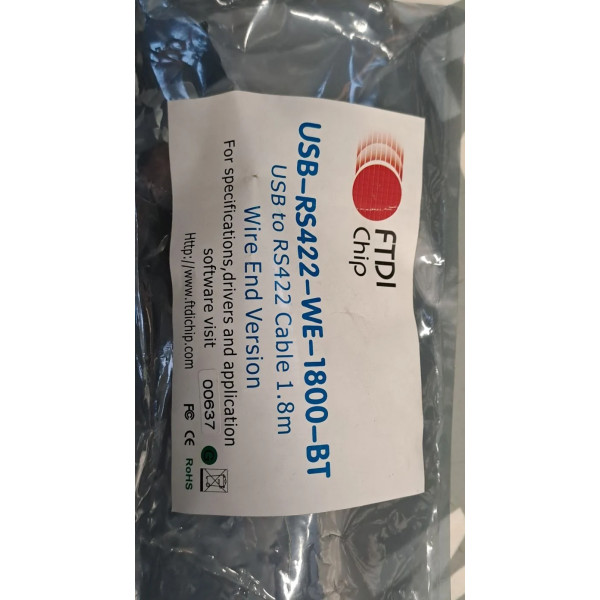 FTDI
Chip
USB-RS422-WE-1800-BT
USB to RS422 Cable 1.8m
Wire End Version
For specifications,drivers and application
software visit
Http://www.ftdichip.com
00637
G
FC CE RoHS